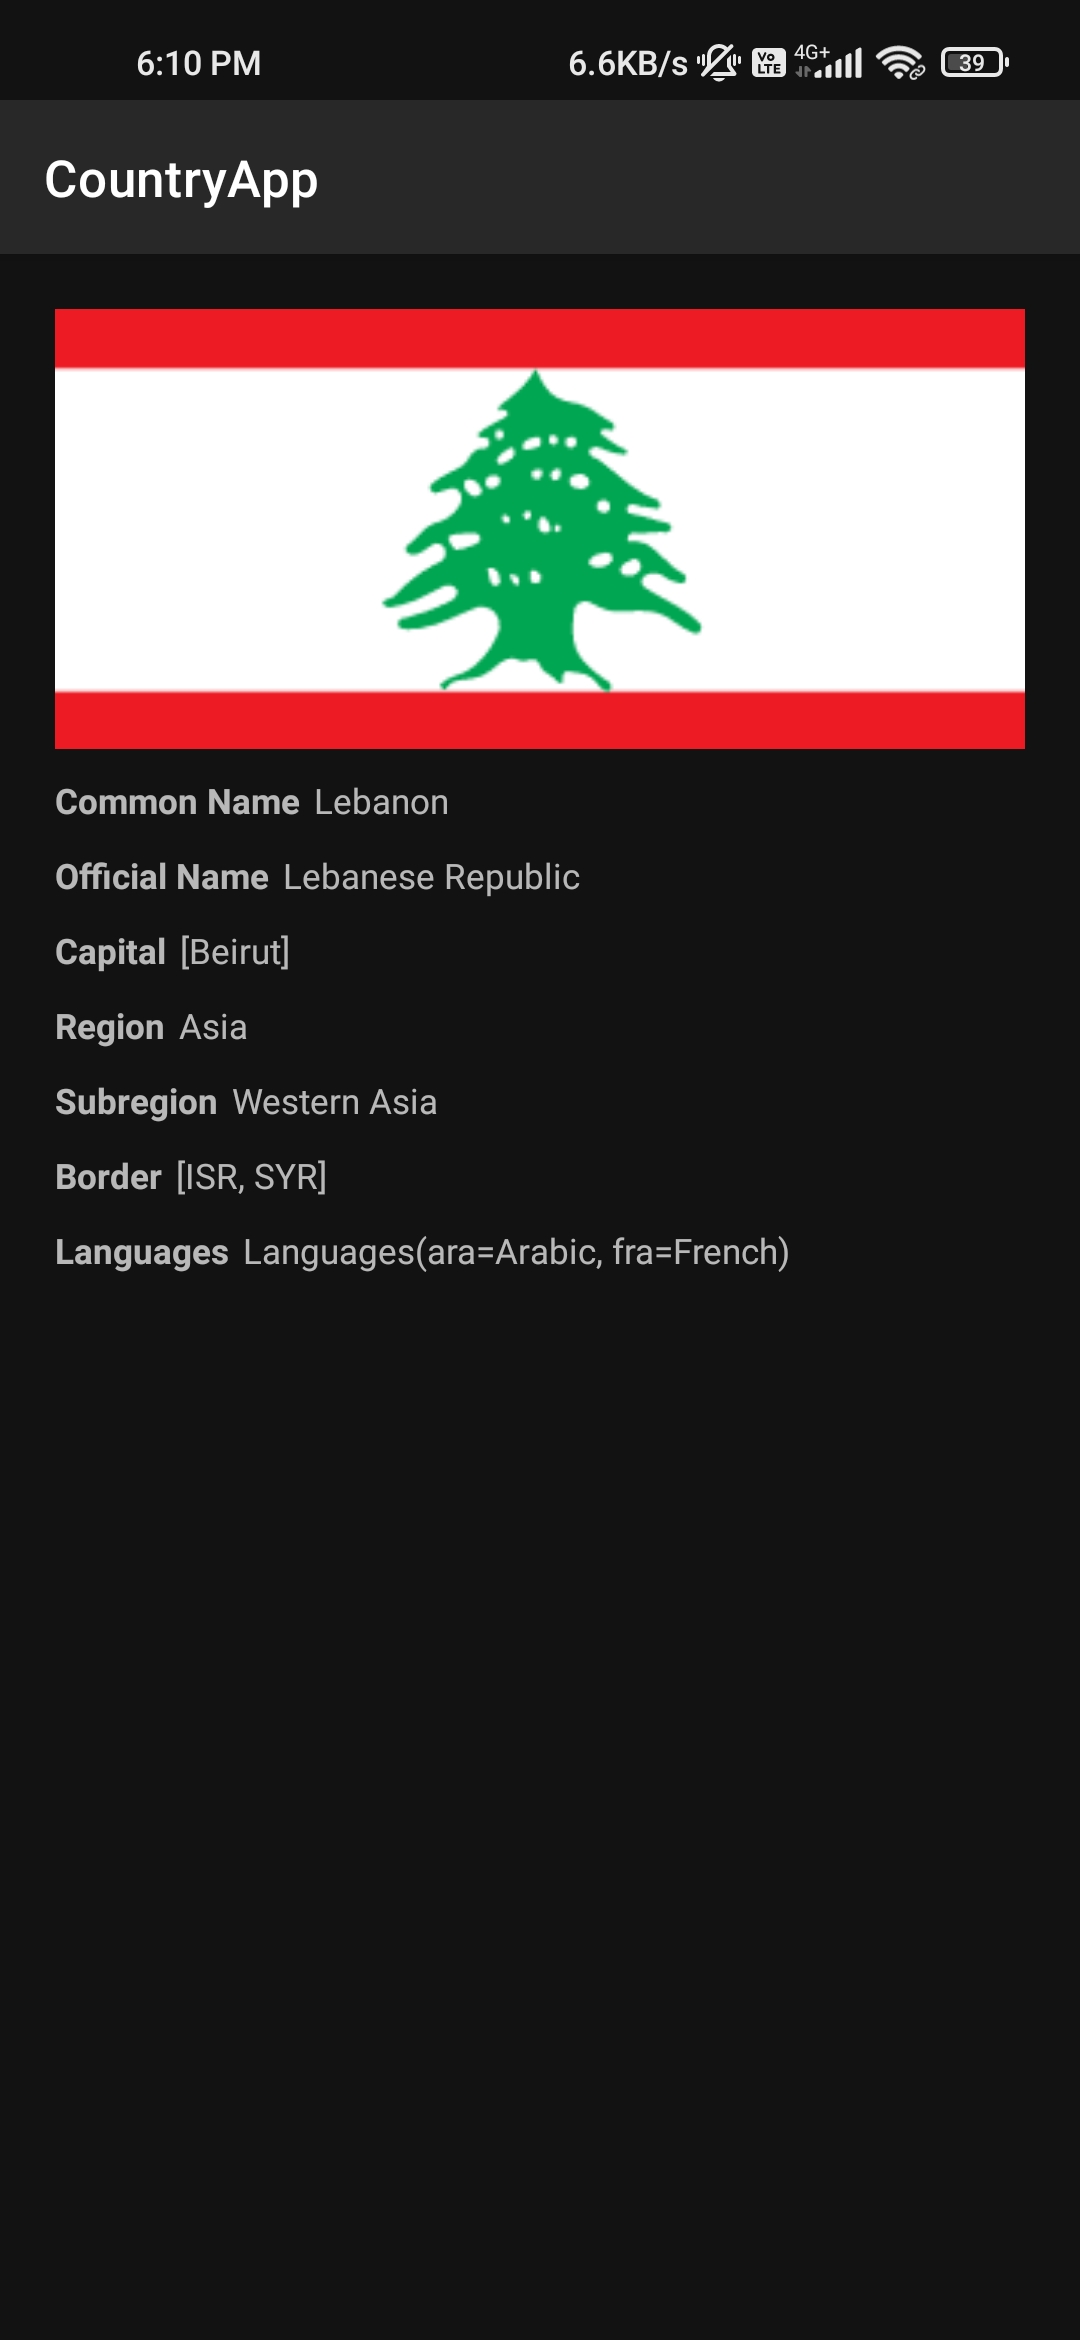 6:10 PM 6.6KB/s Vo LTE 4G+ 39
CountryApp
Common Name Lebanon
Official Name Lebanese Republic
Capital [Beirut]
Region Asia
Subregion Western Asia
Border [ISR, SYR]
Languages Languages(ara=Arabic, fra=French)